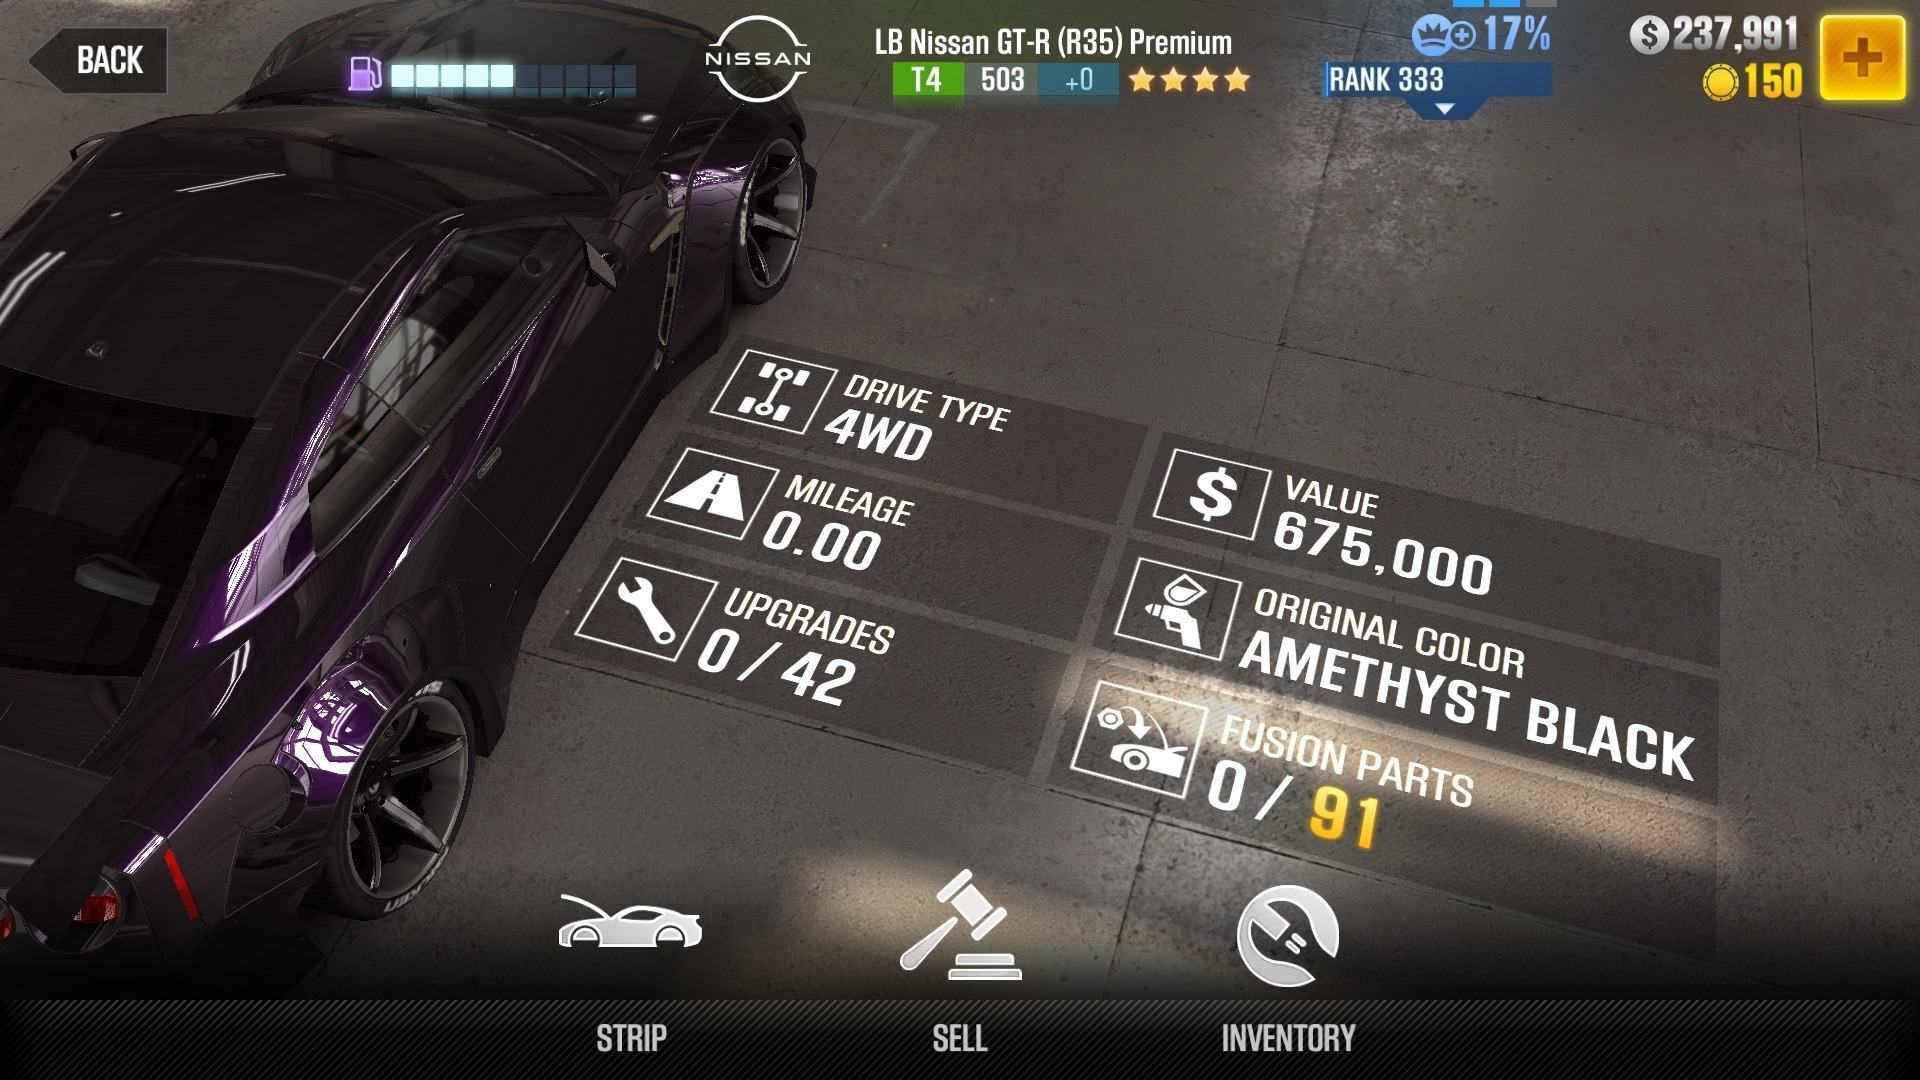 BACK
NISSAN
LB Nissan GT-R (R35) Premium
T4 503 +0
17%
RANK 333
$ 237,991
150
DRIVE TYPE
4WD
MILEAGE
0.00
UPGRADES
0 / 42
$ VALUE
675,000
ORIGINAL COLOR
AMETHYST BLACK
FUSION PARTS
0 / 91
STRIP
SELL
INVENTORY